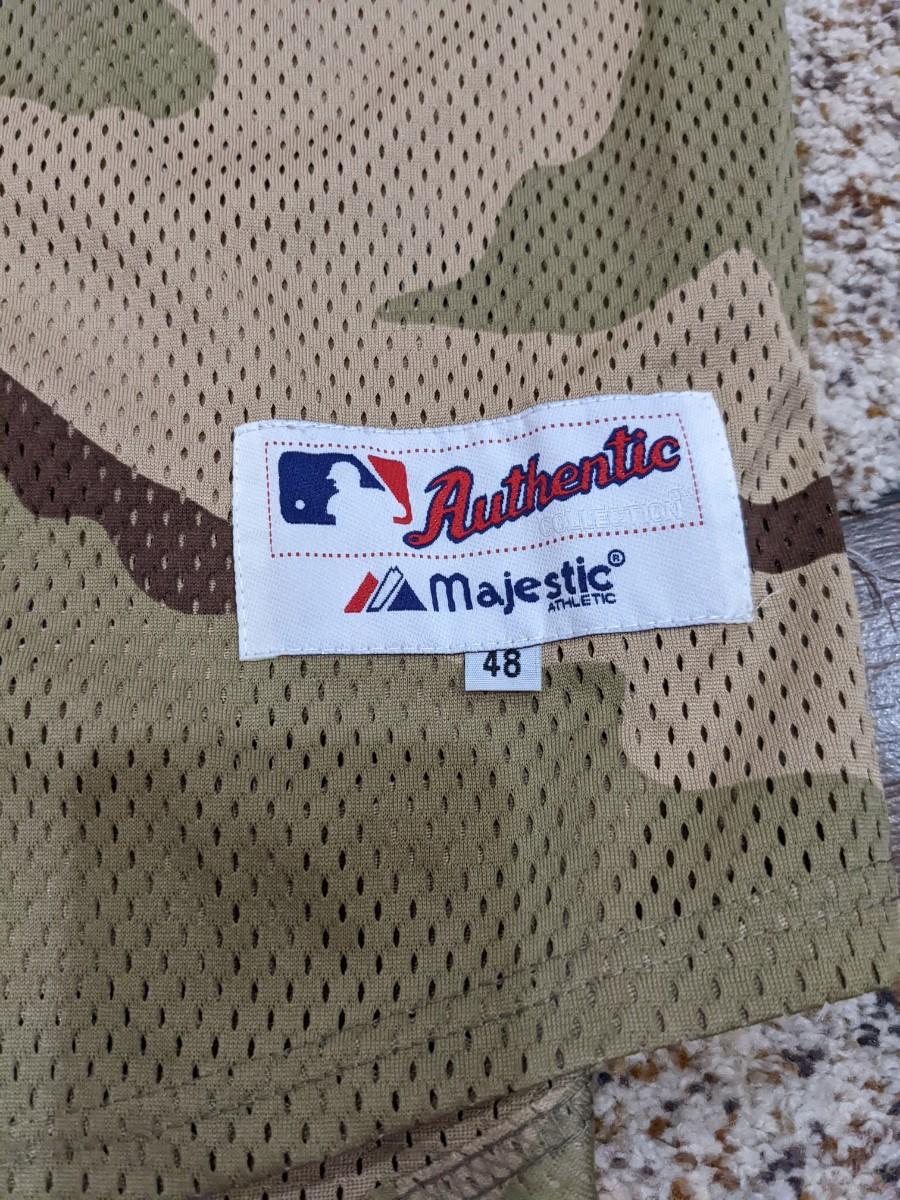 Authentic
COLLECTION
Majestic®
ATHLETIC
48